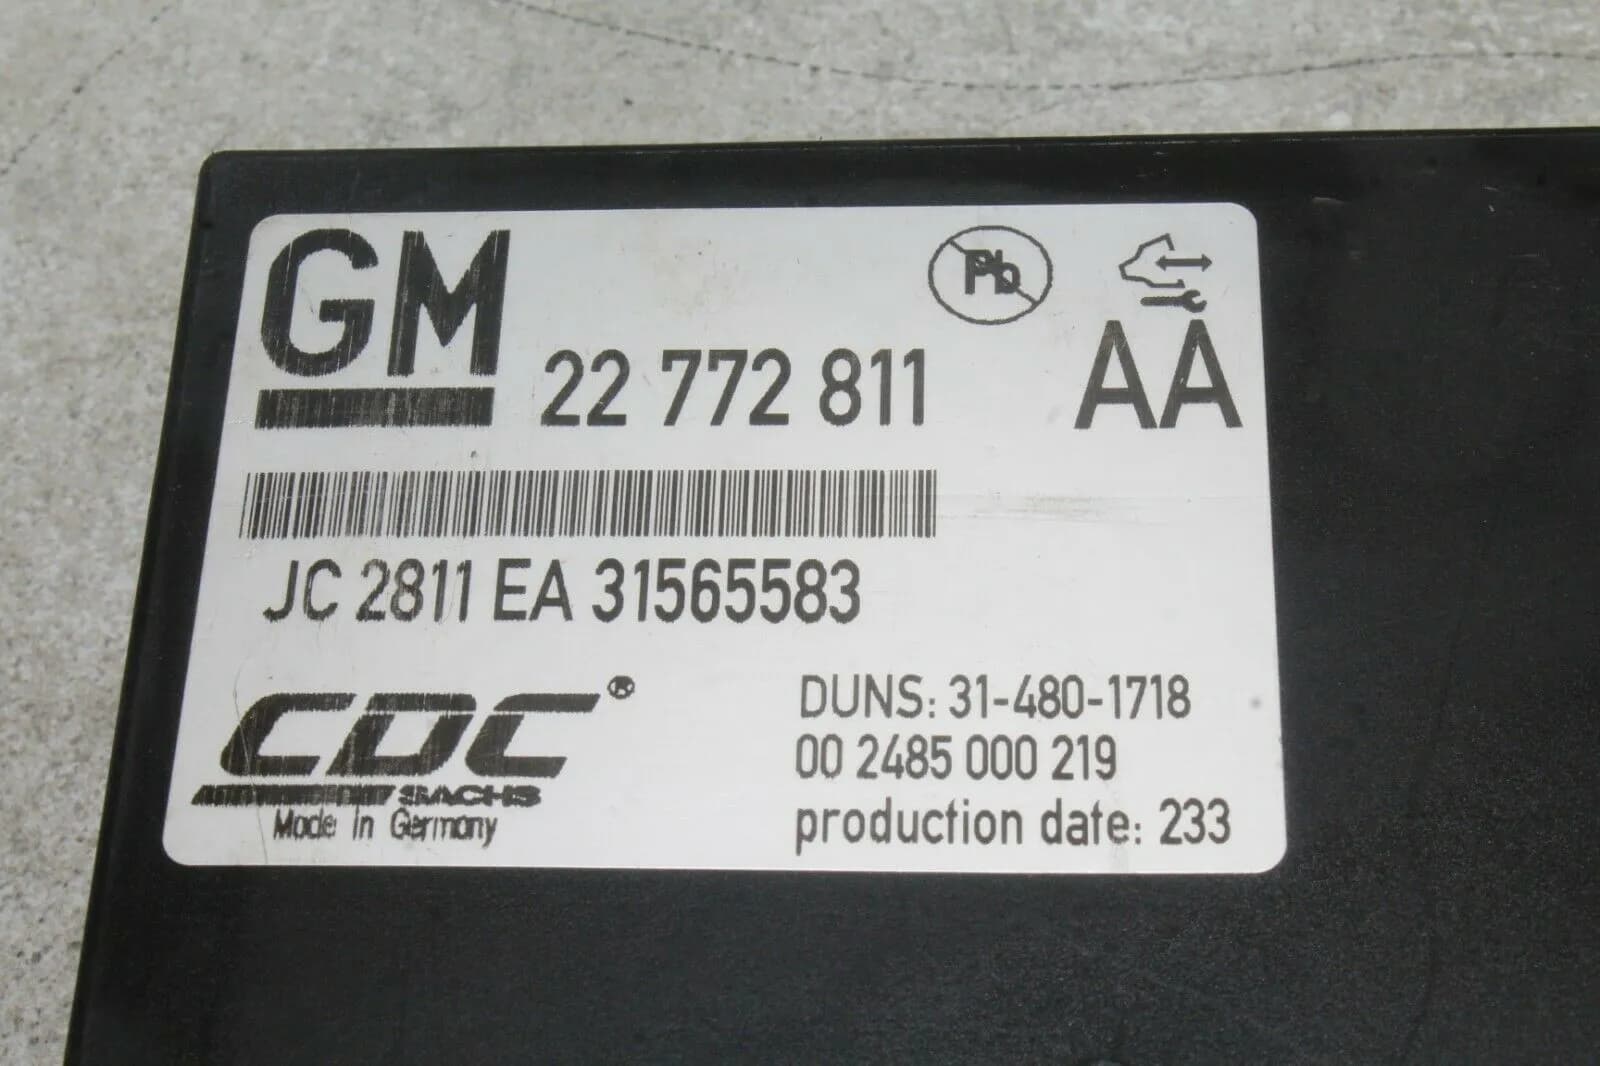 GM
Pb
22 772 811
AA
JC 2811 EA 31565583
CDC®
SACHS
Made in Germany
DUNS: 31-480-1718
00 2485 000 219
production date: 233